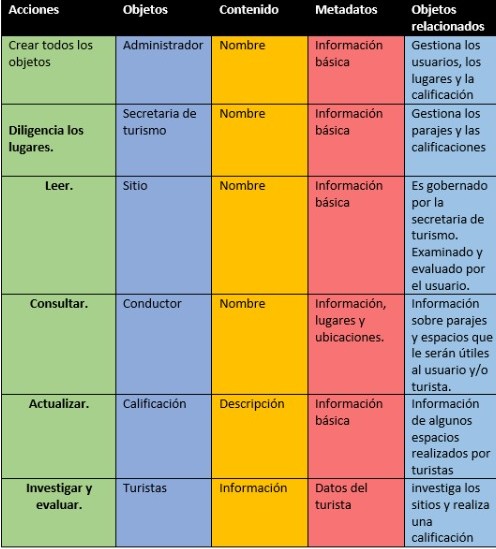 Acciones Objetos Contenido Metadatos Objetos
relacionados
Crear todos los Administrador Nombre Información Gestiona los
objetos básica usuarios, los
lugares y la
calificación
Secretaria de Nombre Información Gestiona los
Diligencia los turismo básica parajes y las
lugares. calificaciones
Leer. Sitio Nombre Información Es gobernado
básica por la
secretaria de
turismo.
Examinado y
evaluado por
el usuario.
Consultar. Conductor Nombre Información, Información
lugares y sobre parajes
ubicaciones. y espacios que
le serán útiles
al usuario y/o
turista.
Actualizar. Calificación Descripción Información Información
básica de algunos
espacios
realizados por
turistas
Investigar y Turistas Información Datos del investiga los
evaluar. turista sitios y realiza
una
calificación